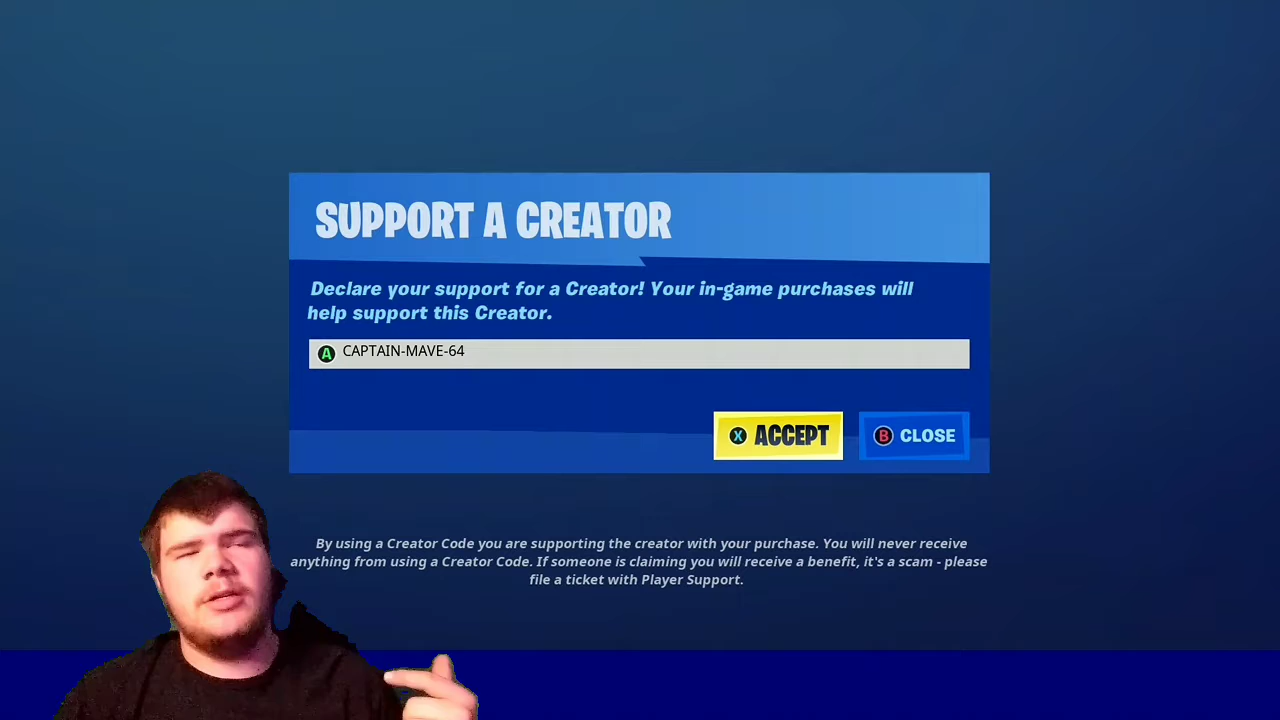 SUPPORT A CREATOR
Declare your support for a Creator! Your in-game purchases will
help support this Creator.
A CAPTAIN-MAVE-64
X ACCEPT
B CLOSE
By using a Creator Code you are supporting the creator with your purchase. You will never receive
anything from using a Creator Code. If someone is claiming you will receive a benefit, it's a scam - please
file a ticket with Player Support.